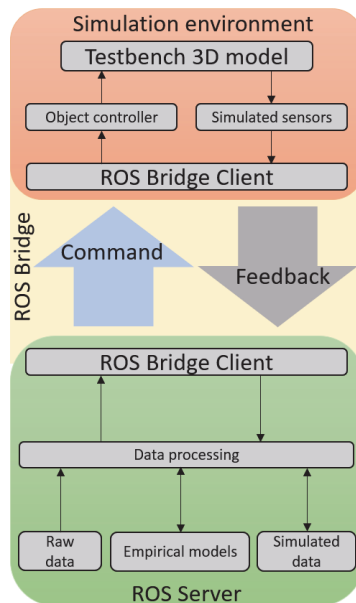 Simulation environment
Testbench 3D model
Object controller
Simulated sensors
ROS Bridge Client
ROS Bridge
Command
Feedback
ROS Bridge Client
Data processing
Raw
data
Empirical models
Simulated
data
ROS Server